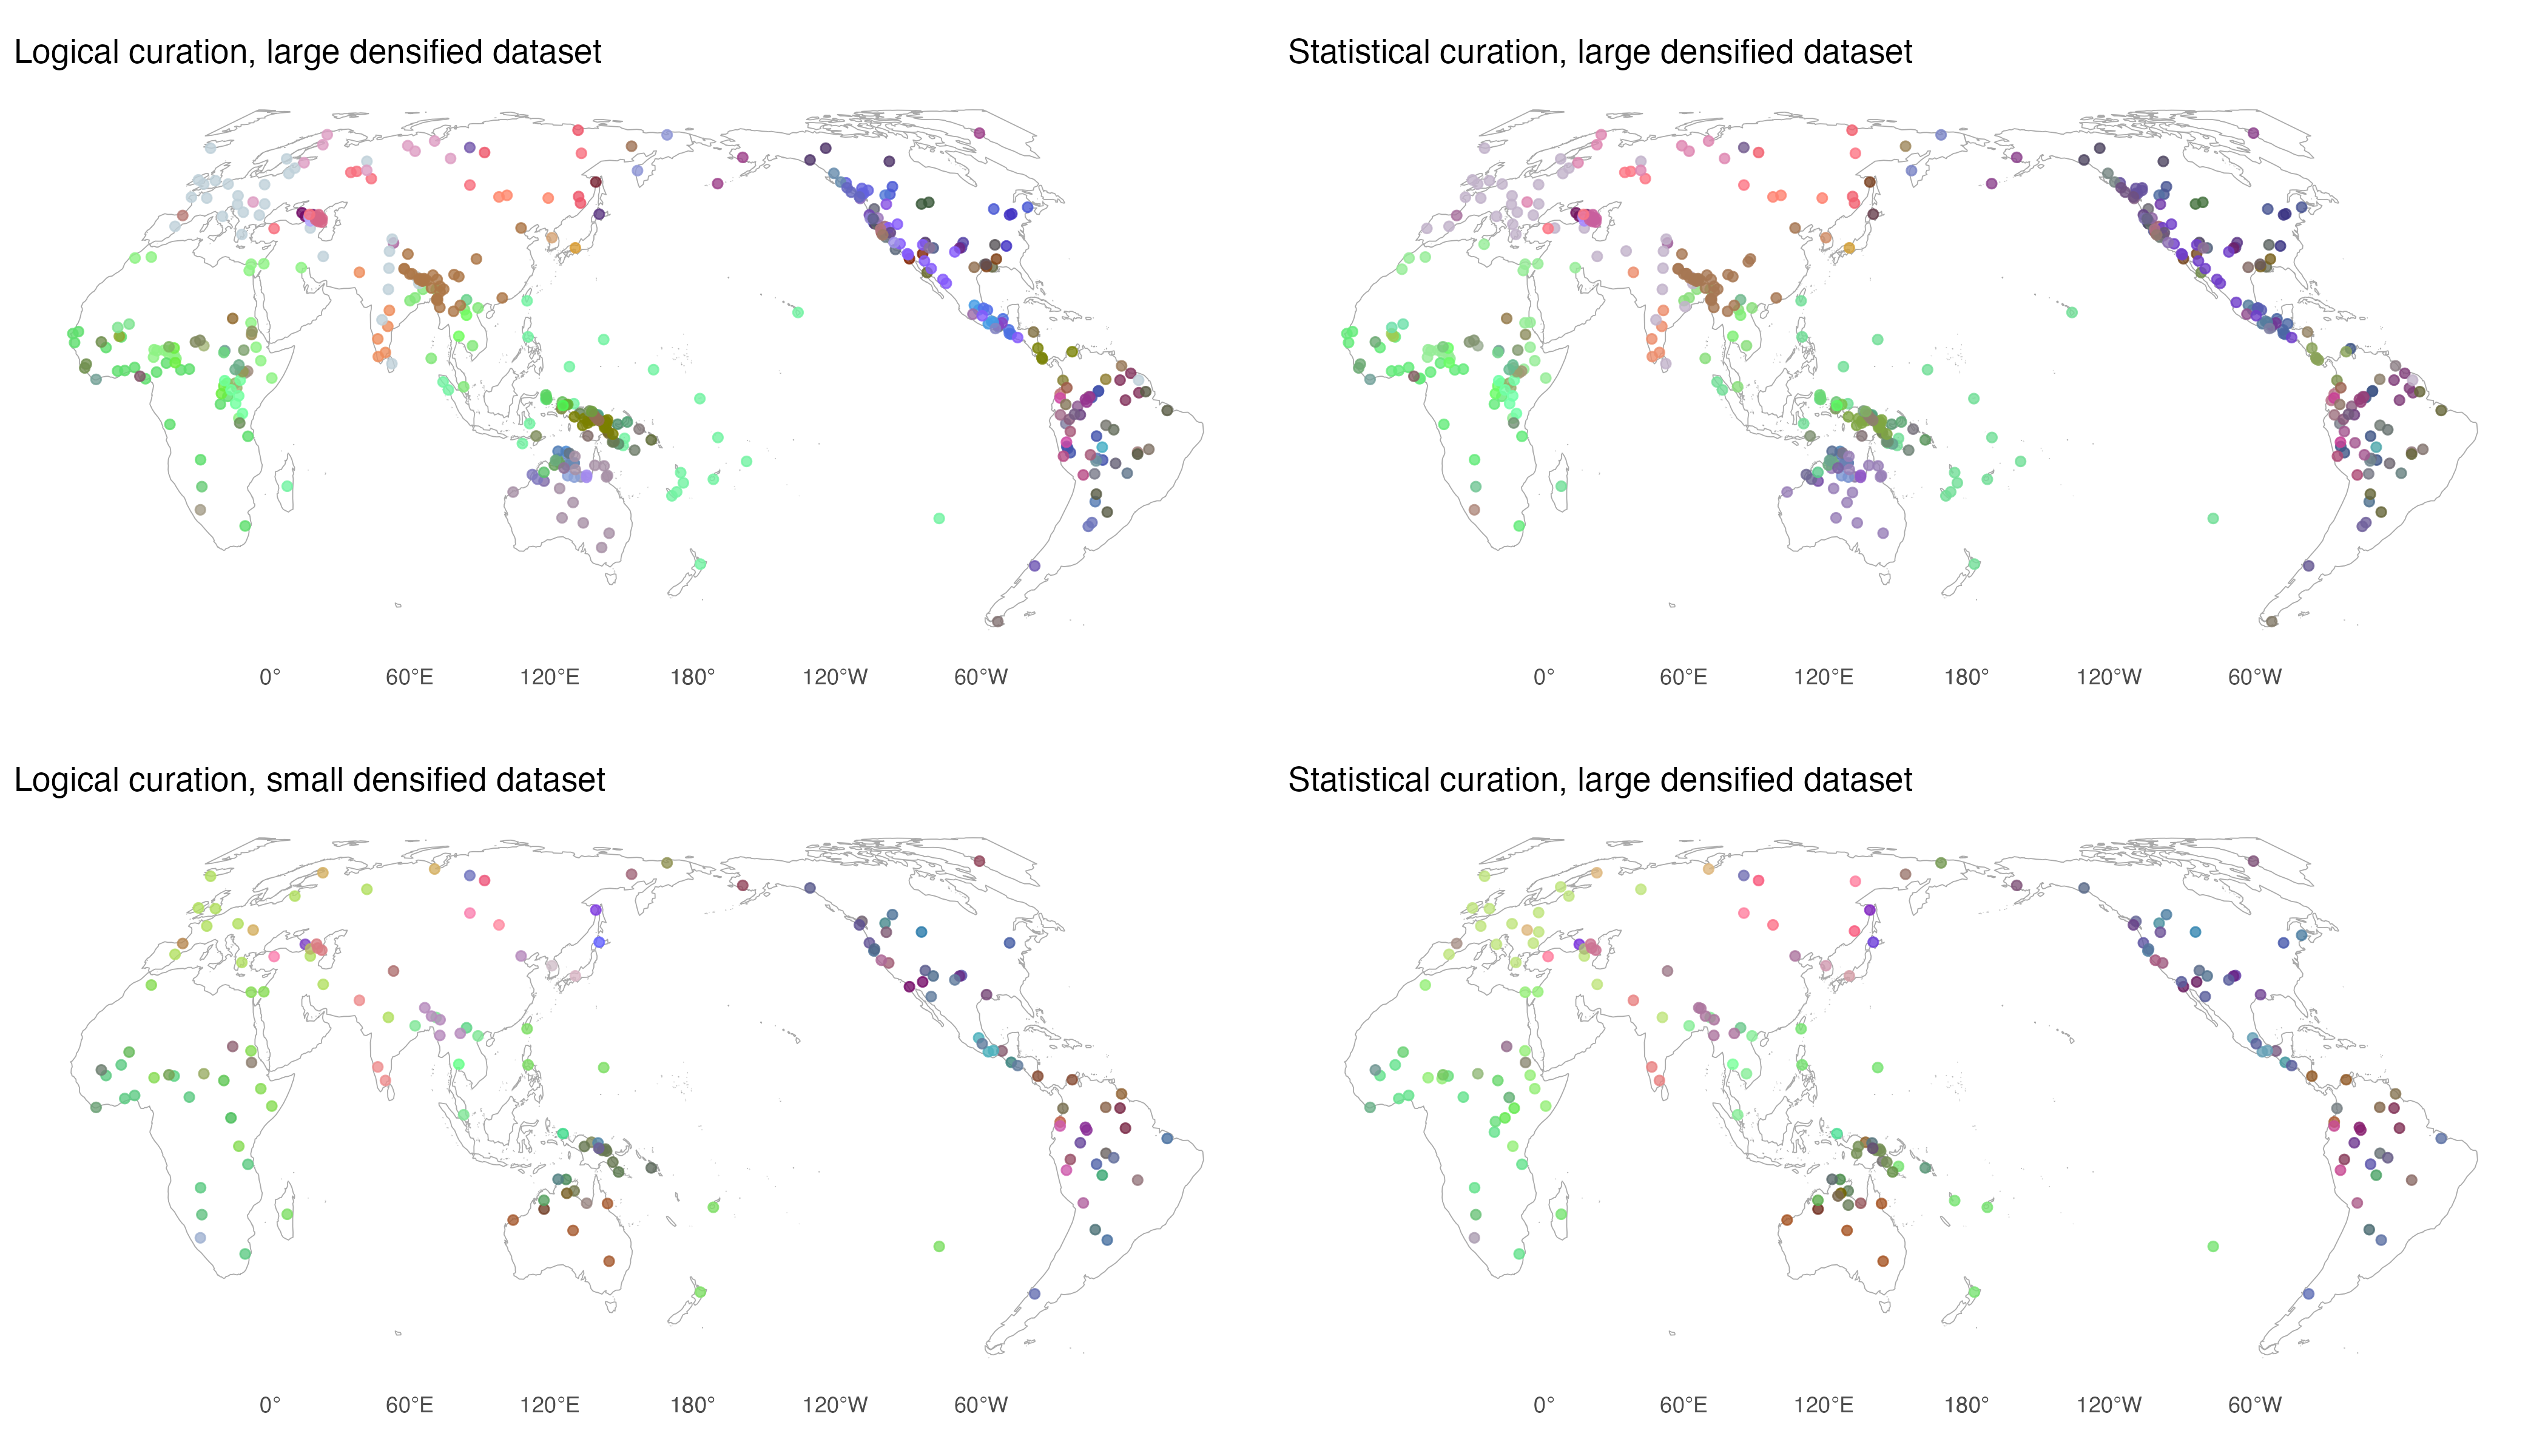 Logical curation, large densified dataset
Statistical curation, large densified dataset
0° 60°E 120°E 180° 120°W 60°W
0° 60°E 120°E 180° 120°W 60°W
Logical curation, small densified dataset
Statistical curation, large densified dataset
0° 60°E 120°E 180° 120°W 60°W
0° 60°E 120°E 180° 120°W 60°W